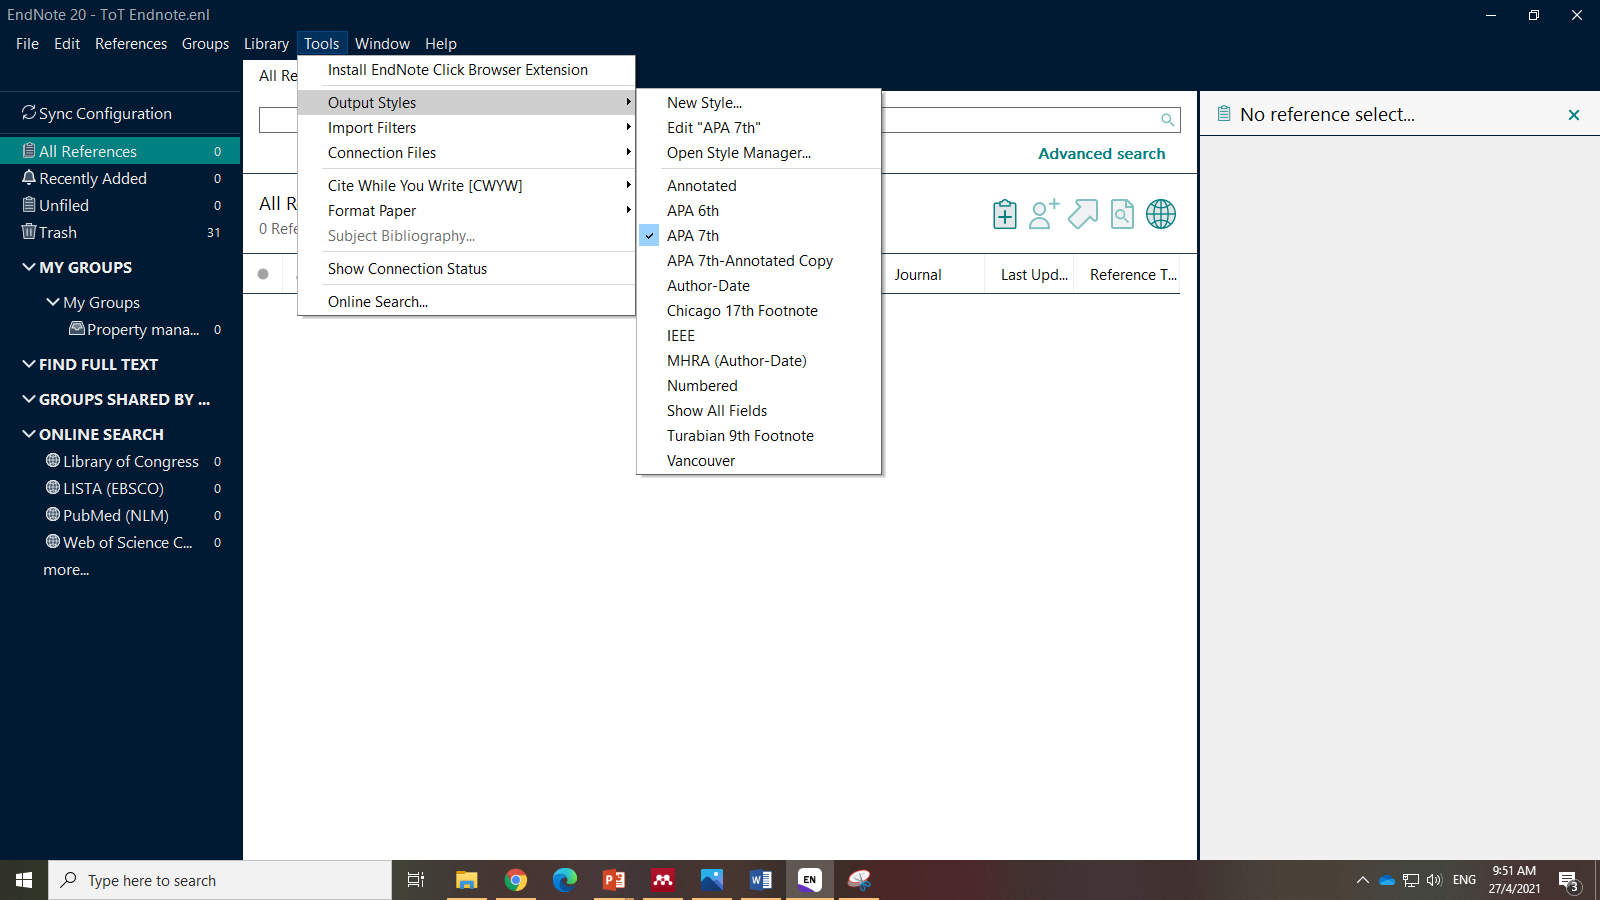 EndNote 20 - ToT Endnote.enl
File Edit References Groups Library Tools Window Help
Sync Configuration
All References 0
Recently Added 0
Unfiled 0
Trash 31
MY GROUPS
My Groups
Property mana... 0
FIND FULL TEXT
GROUPS SHARED BY ...
ONLINE SEARCH
Library of Congress 0
LISTA (EBSCO) 0
PubMed (NLM) 0
Web of Science C... 0
more...
All Re
Install EndNote Click Browser Extension
Output Styles
Import Filters
Connection Files
Cite While You Write [CWYW]
Format Paper
Subject Bibliography...
Show Connection Status
Online Search...
New Style...
Edit "APA 7th"
Open Style Manager...
Annotated
APA 6th
APA 7th
APA 7th-Annotated Copy
Author-Date
Chicago 17th Footnote
IEEE
MHRA (Author-Date)
Numbered
Show All Fields
Turabian 9th Footnote
Vancouver
Advanced search
All R
0 Refe
Journal Last Upd... Reference T...
No reference select...
Type here to search
EN
ENG
9:51 AM
27/4/2021
3